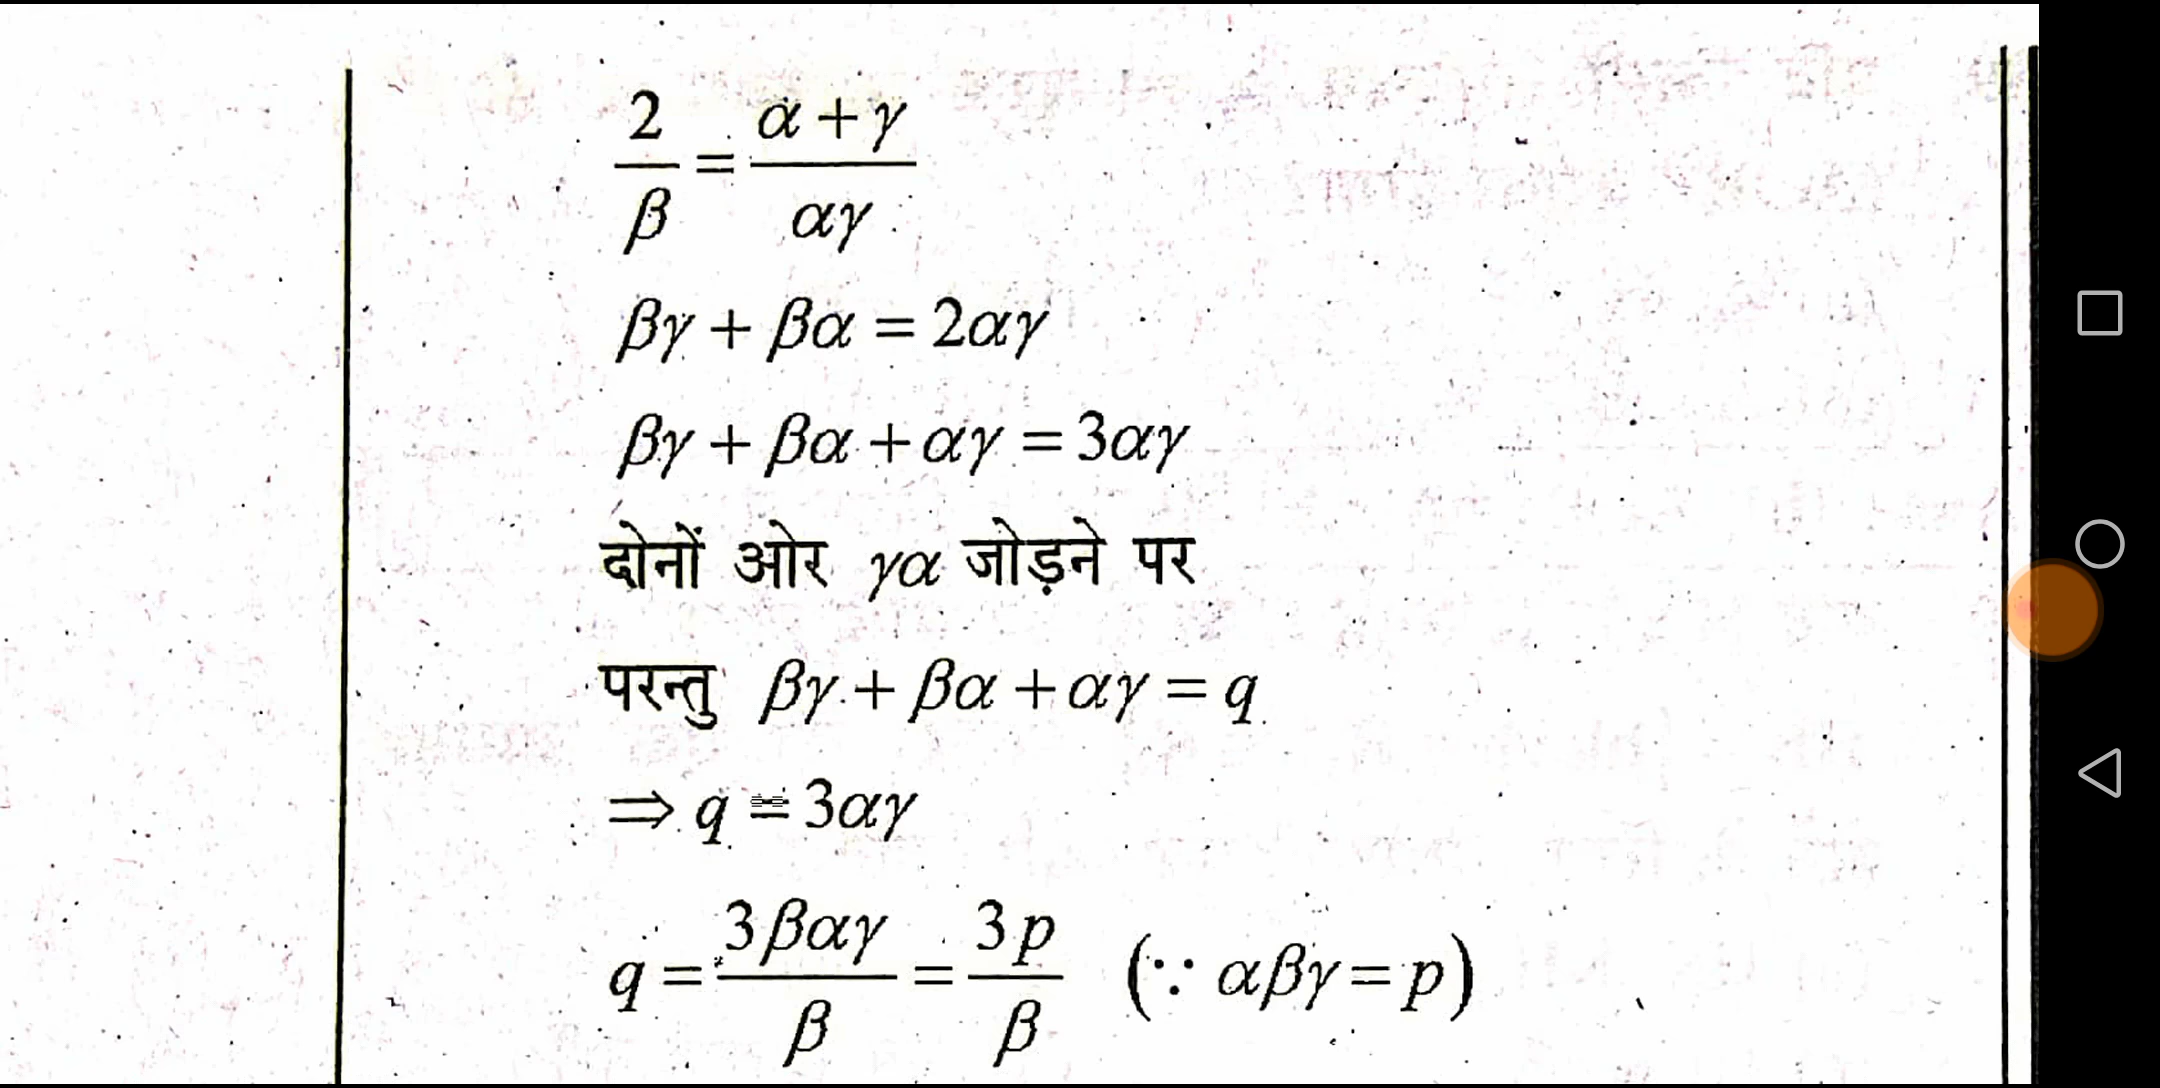 2/β = α + γ/αγ
βγ + βα = 2αγ
βγ + βα + αγ = 3αγ
दोनों ओर γα जोड़ने पर
परन्तु βγ + βα + αγ = q
⇒ q = 3αγ
q = 3βαγ/β = 3p/β (∵ αβγ = p)